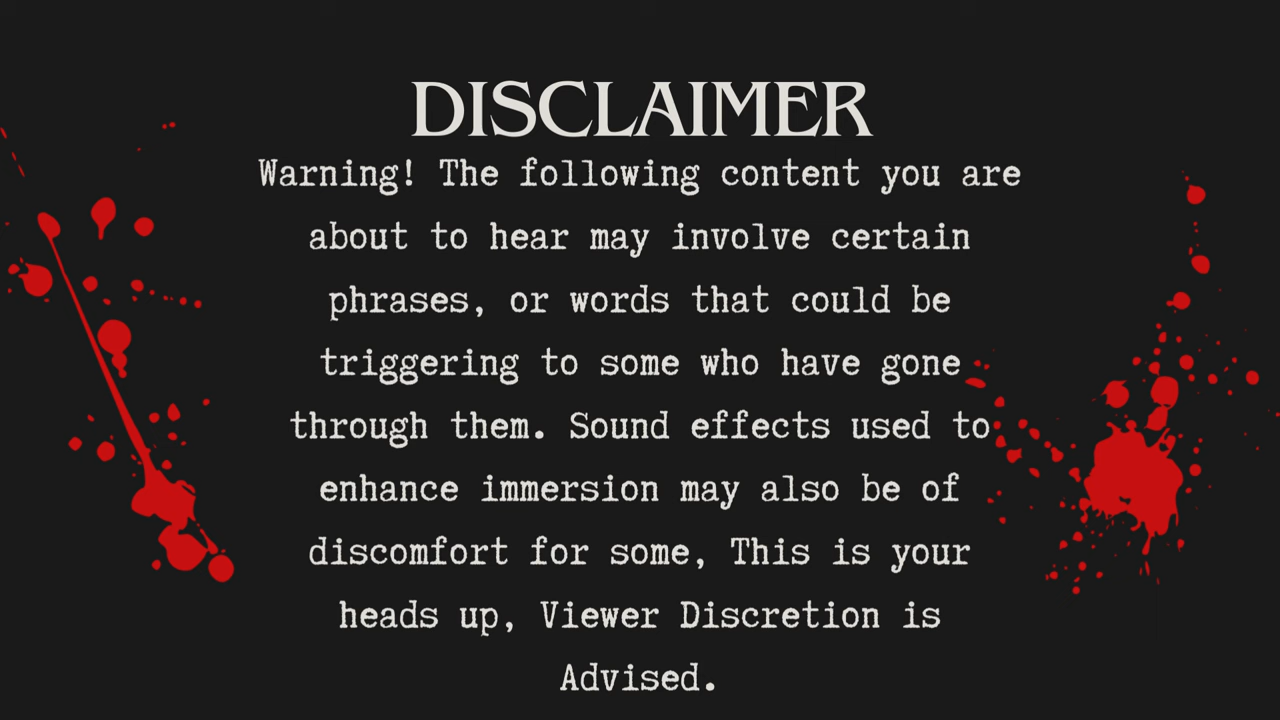 DISCLAIMER
Warning! The following content you are
about to hear may involve certain
phrases, or words that could be
triggering to some who have gone
through them. Sound effects used to
enhance immersion may also be of
discomfort for some, This is your
heads up, Viewer Discretion is
Advised.